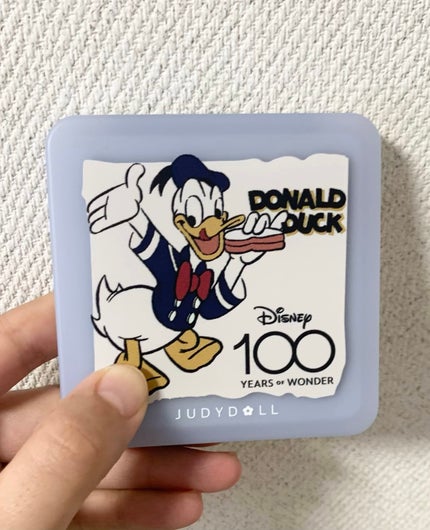 DONALD
DUCK
Disney
100
YEARS OF WONDER
JUDYDOLL